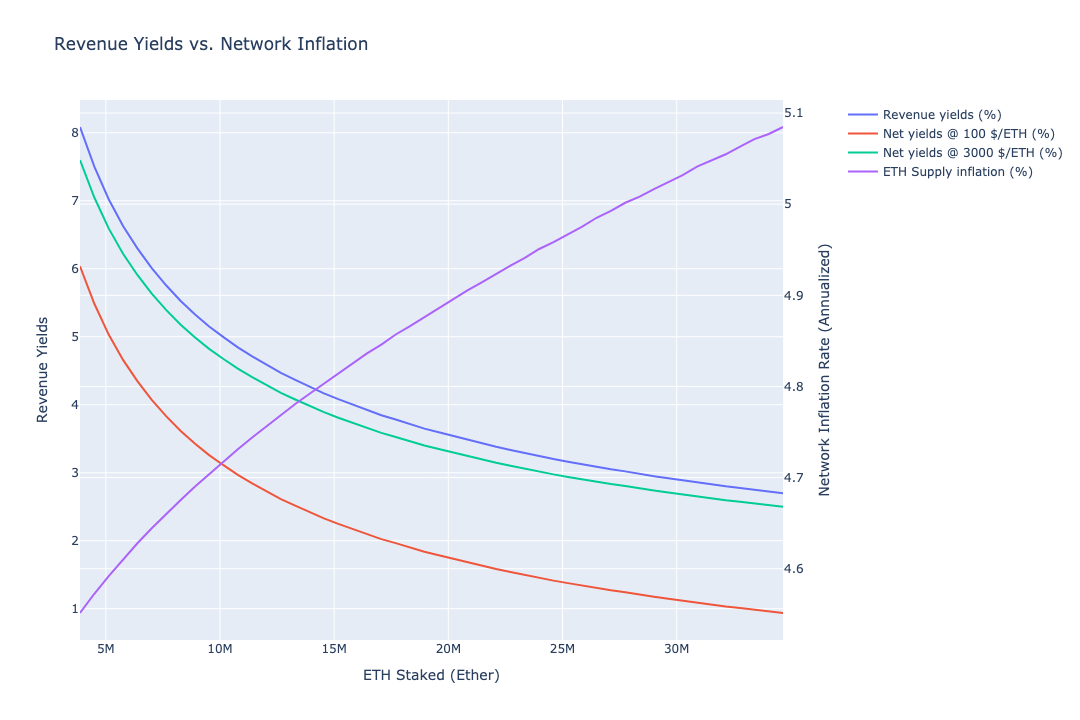 Revenue Yields vs. Network Inflation
Revenue yields (%)
Net yields @ 100 $/ETH (%)
Net yields @ 3000 $/ETH (%)
ETH Supply inflation (%)
Revenue Yields
8
7
6
5
4
3
2
1
5.1
5
4.9
4.8
4.7
4.6
Network Inflation Rate (Annualized)
5M 10M 15M 20M 25M 30M
ETH Staked (Ether)